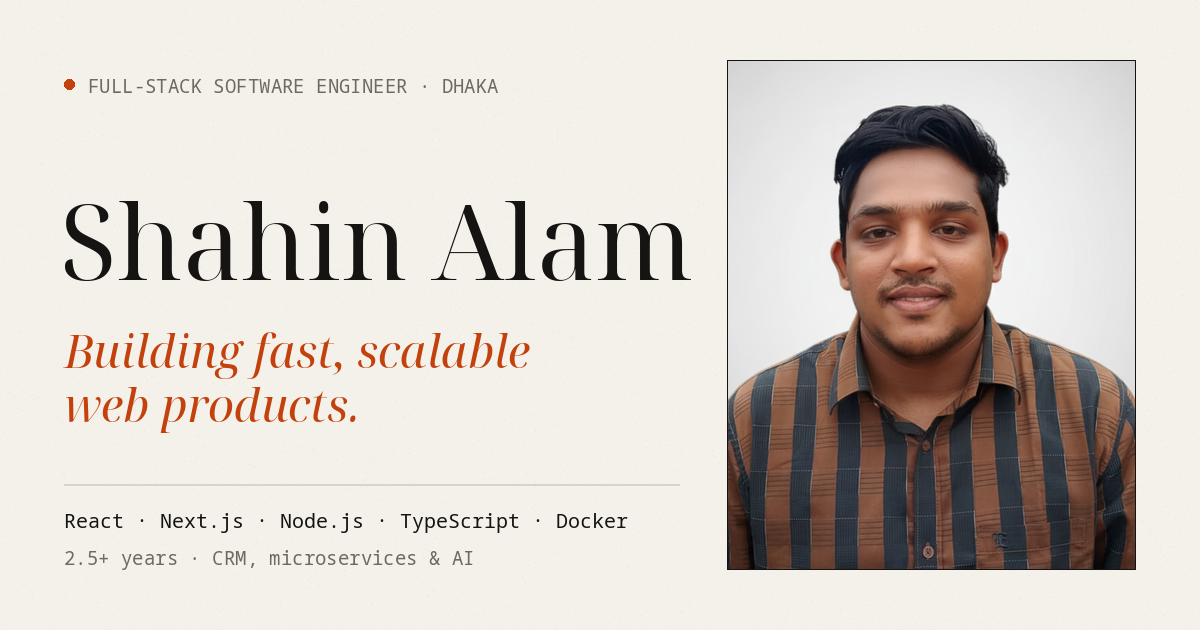 FULL-STACK SOFTWARE ENGINEER · DHAKA
Shahin Alam
Building fast, scalable
web products.
React · Next.js · Node.js · TypeScript · Docker
2.5+ years · CRM, microservices & AI